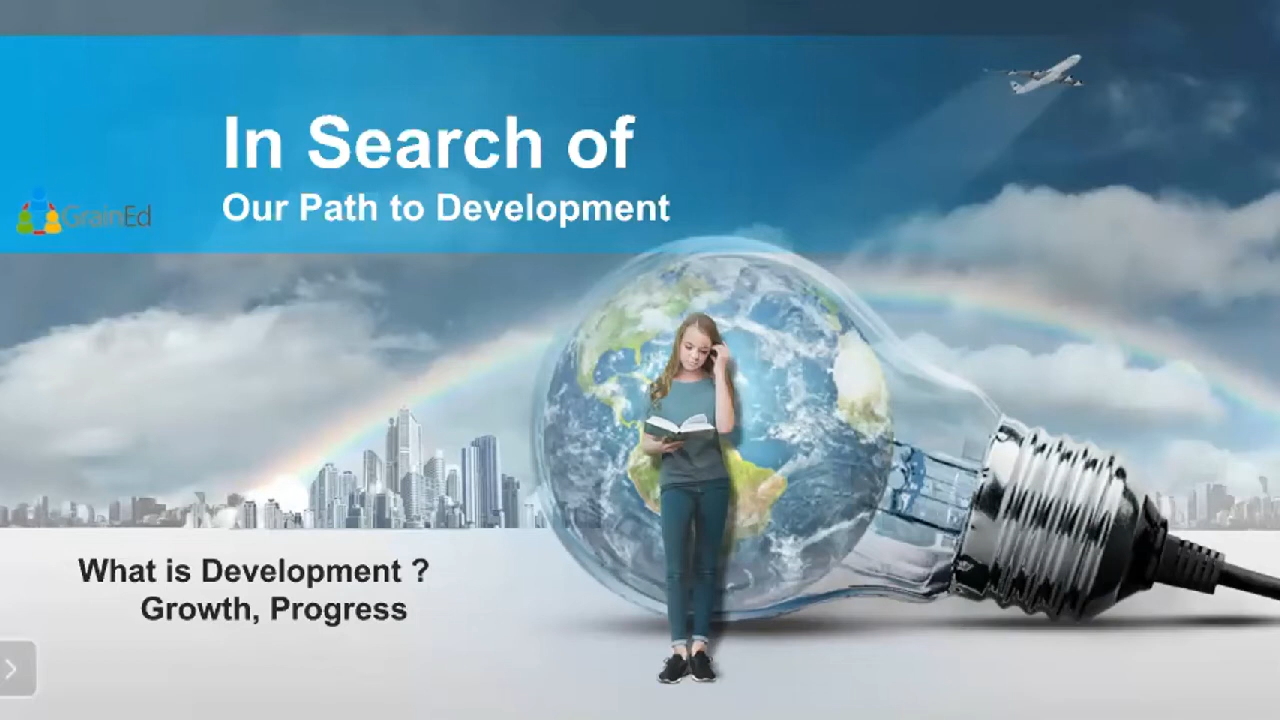 In Search of
Our Path to Development
GrainEd
What is Development ?
Growth, Progress